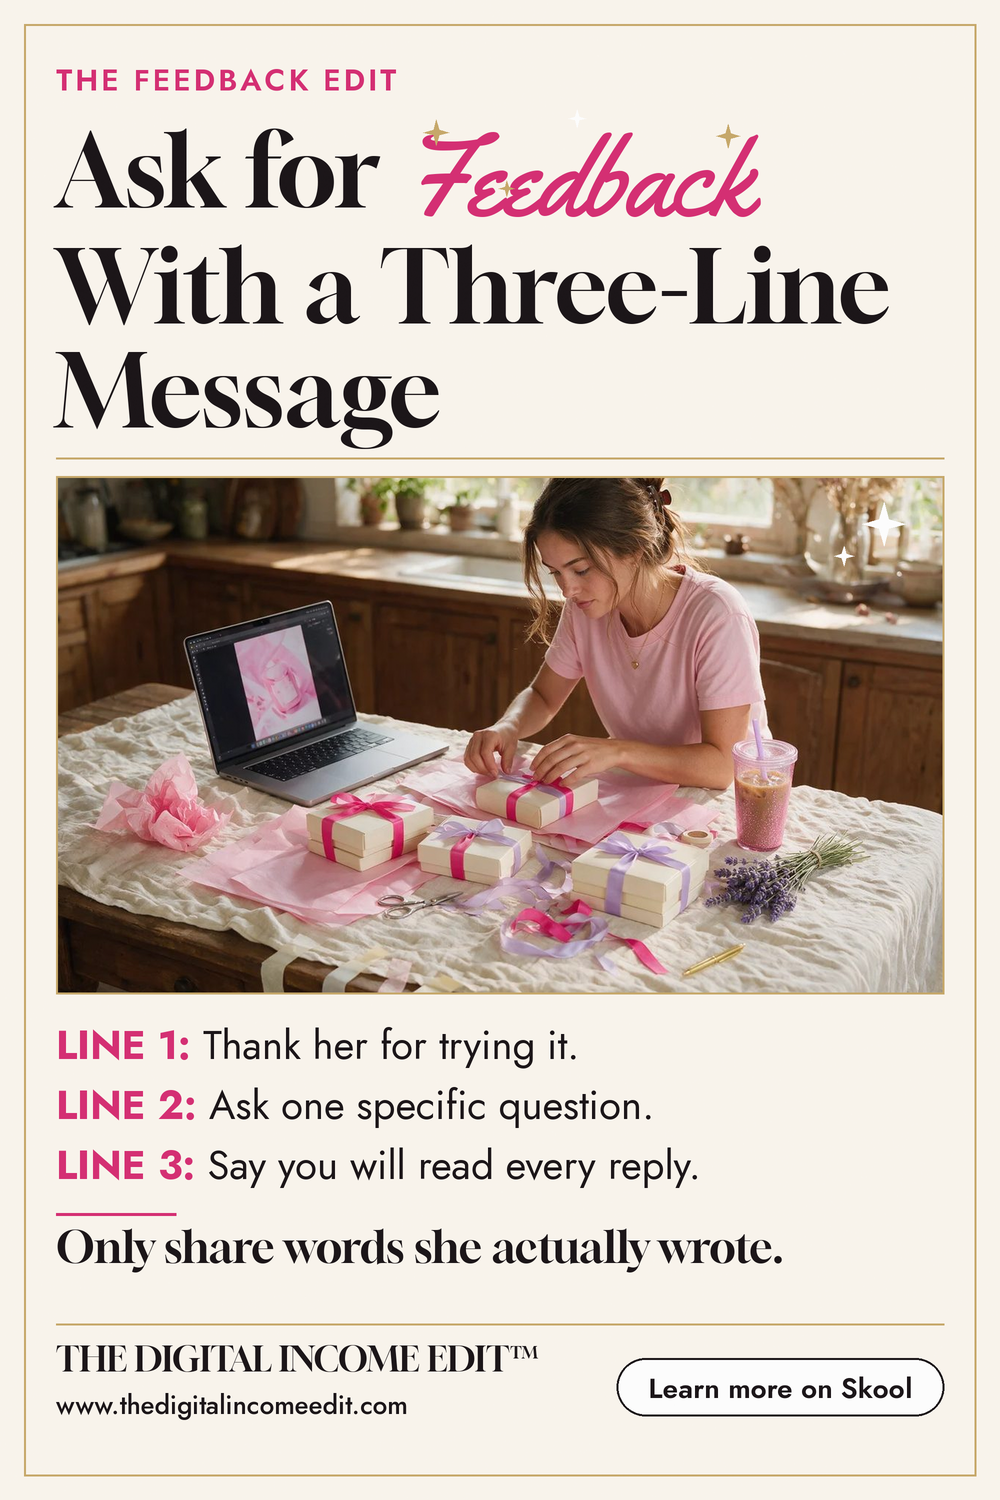 THE FEEDBACK EDIT
Ask for Feedback
With a Three-Line
Message
LINE 1: Thank her for trying it.
LINE 2: Ask one specific question.
LINE 3: Say you will read every reply.
Only share words she actually wrote.
THE DIGITAL INCOME EDIT™
www.thedigitalincomeedit.com
Learn more on Skool